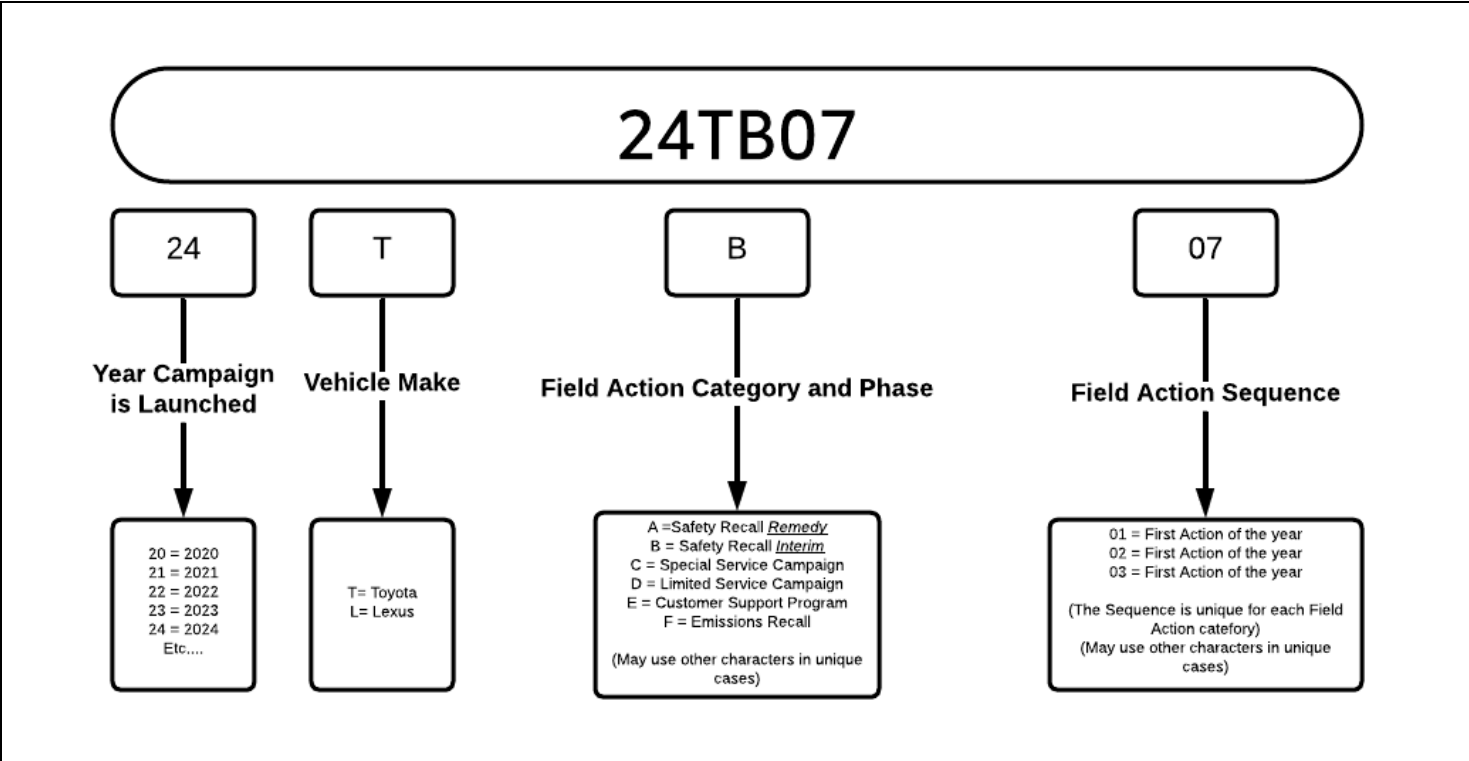 24TB07
24
T
B
07
Year Campaign
is Launched
Vehicle Make
Field Action Category and Phase
Field Action Sequence
20 = 2020
21 = 2021
22 = 2022
23 = 2023
24 = 2024
Etc....
T= Toyota
L= Lexus
A =Safety Recall Remedy
B = Safety Recall Interim
C = Special Service Campaign
D = Limited Service Campaign
E = Customer Support Program
F = Emissions Recall
(May use other characters in unique
cases)
01 = First Action of the year
02 = First Action of the year
03 = First Action of the year
(The Sequence is unique for each Field
Action catefory)
(May use other characters in unique
cases)